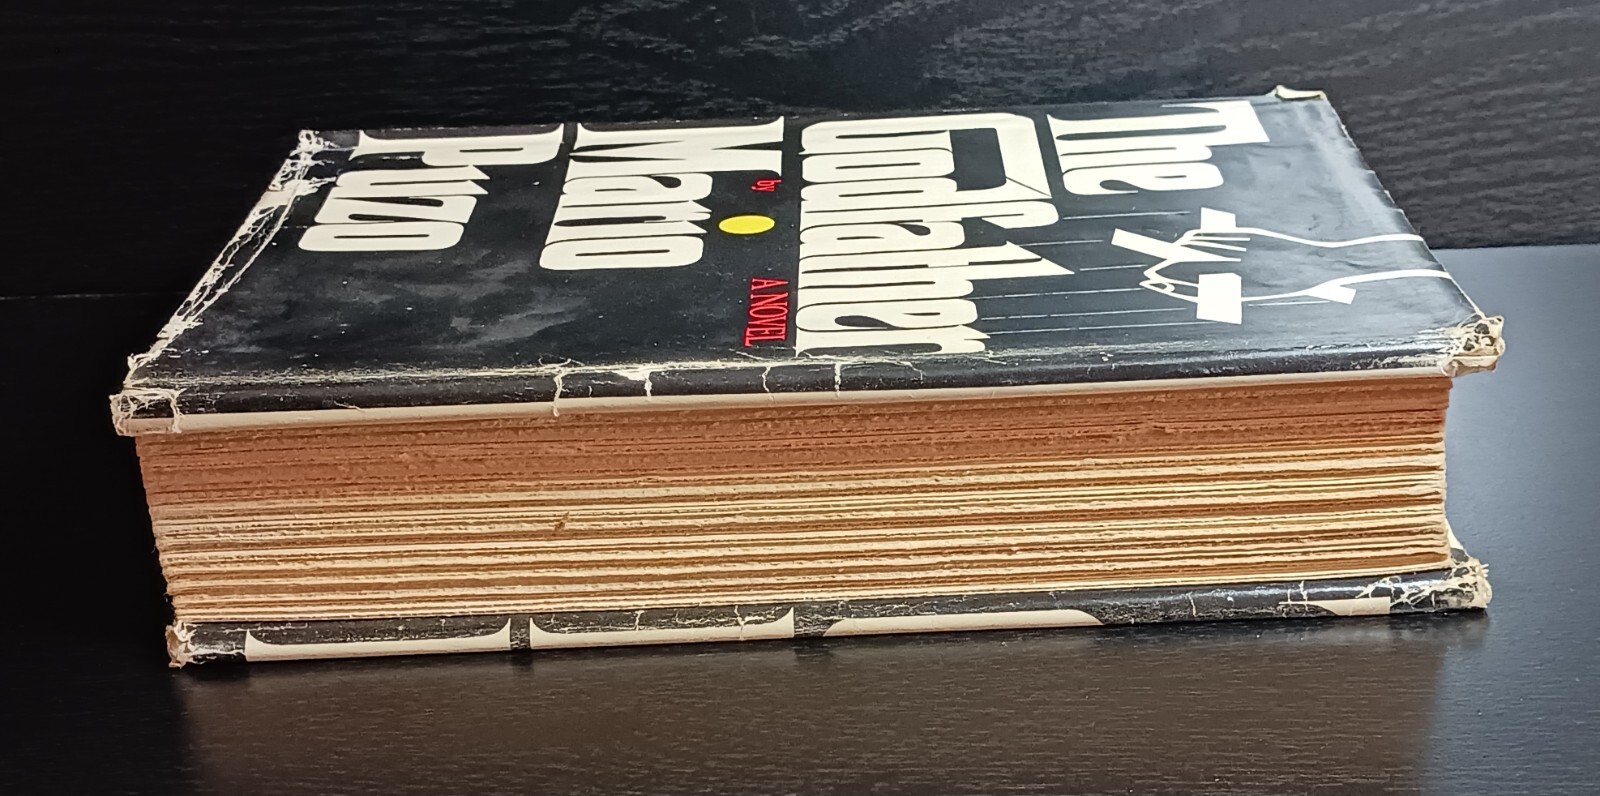 The
Godfather
A NOVEL
by
Mario
Puzo